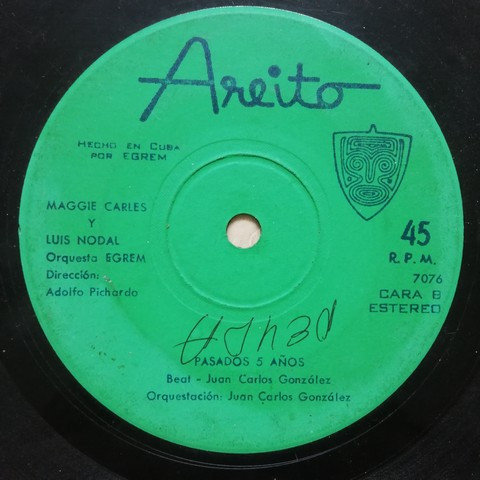 Areito
HECHO EN CUBA
POR EGREM
MAGGIE CARLES
Y
LUIS NODAL
Orquesta EGREM
Dirección:
Adolfo Pichardo
45
R. P. M.
7076
CARA B
ESTEREO
PASADOS 5 AÑOS
Beat - Juan Carlos González
Orquestación: Juan Carlos González